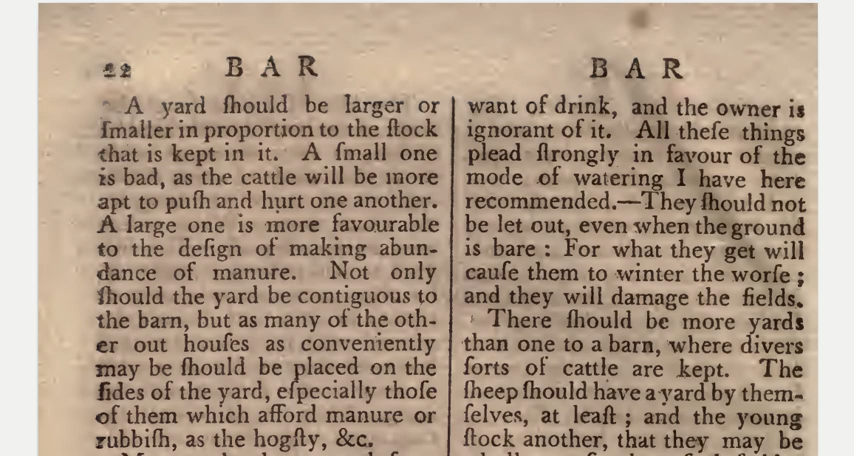 22 B A R
A yard ſhould be larger or
ſmaller in proportion to the ſtock
that is kept in it. A ſmall one
is bad, as the cattle will be more
apt to puſh and hurt one another.
A large one is more favourable
to the deſign of making abun-
dance of manure. Not only
ſhould the yard be contiguous to
the barn, but as many of the oth-
er out houſes as conveniently
may be ſhould be placed on the
ſides of the yard, eſpecially thoſe
of them which afford manure or
rubbiſh, as the hogſty, &c.
B A R
want of drink, and the owner is
ignorant of it. All theſe things
plead ſtrongly in favour of the
mode of watering I have here
recommended.—They ſhould not
be let out, even when the ground
is bare : For what they get will
cauſe them to winter the worſe ;
and they will damage the fields.
There ſhould be more yards
than one to a barn, where divers
ſorts of cattle are kept. The
ſheep ſhould have a yard by them-
ſelves, at leaſt ; and the young
ſtock another, that they may be